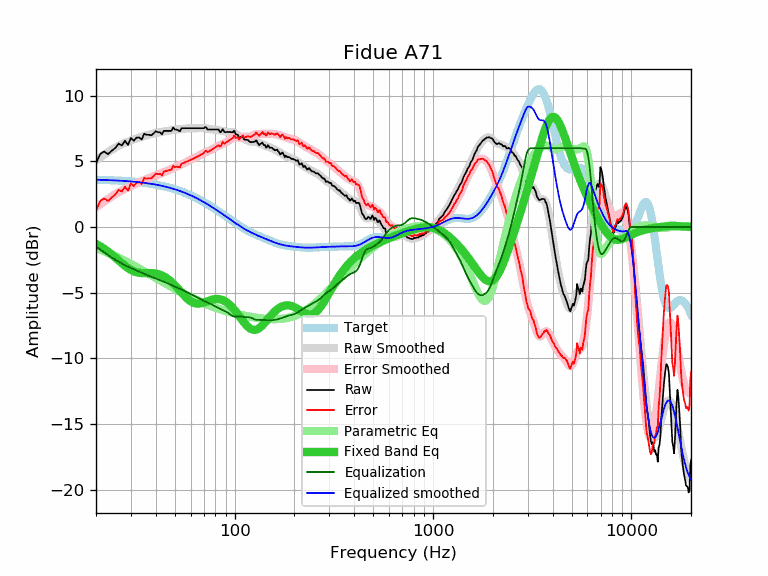 Fidue A71
10
5
0
−5
−10
−15
−20
Amplitude (dBr)
Target
Raw Smoothed
Error Smoothed
Raw
Error
Parametric Eq
Fixed Band Eq
Equalization
Equalized smoothed
100
1000
10000
Frequency (Hz)